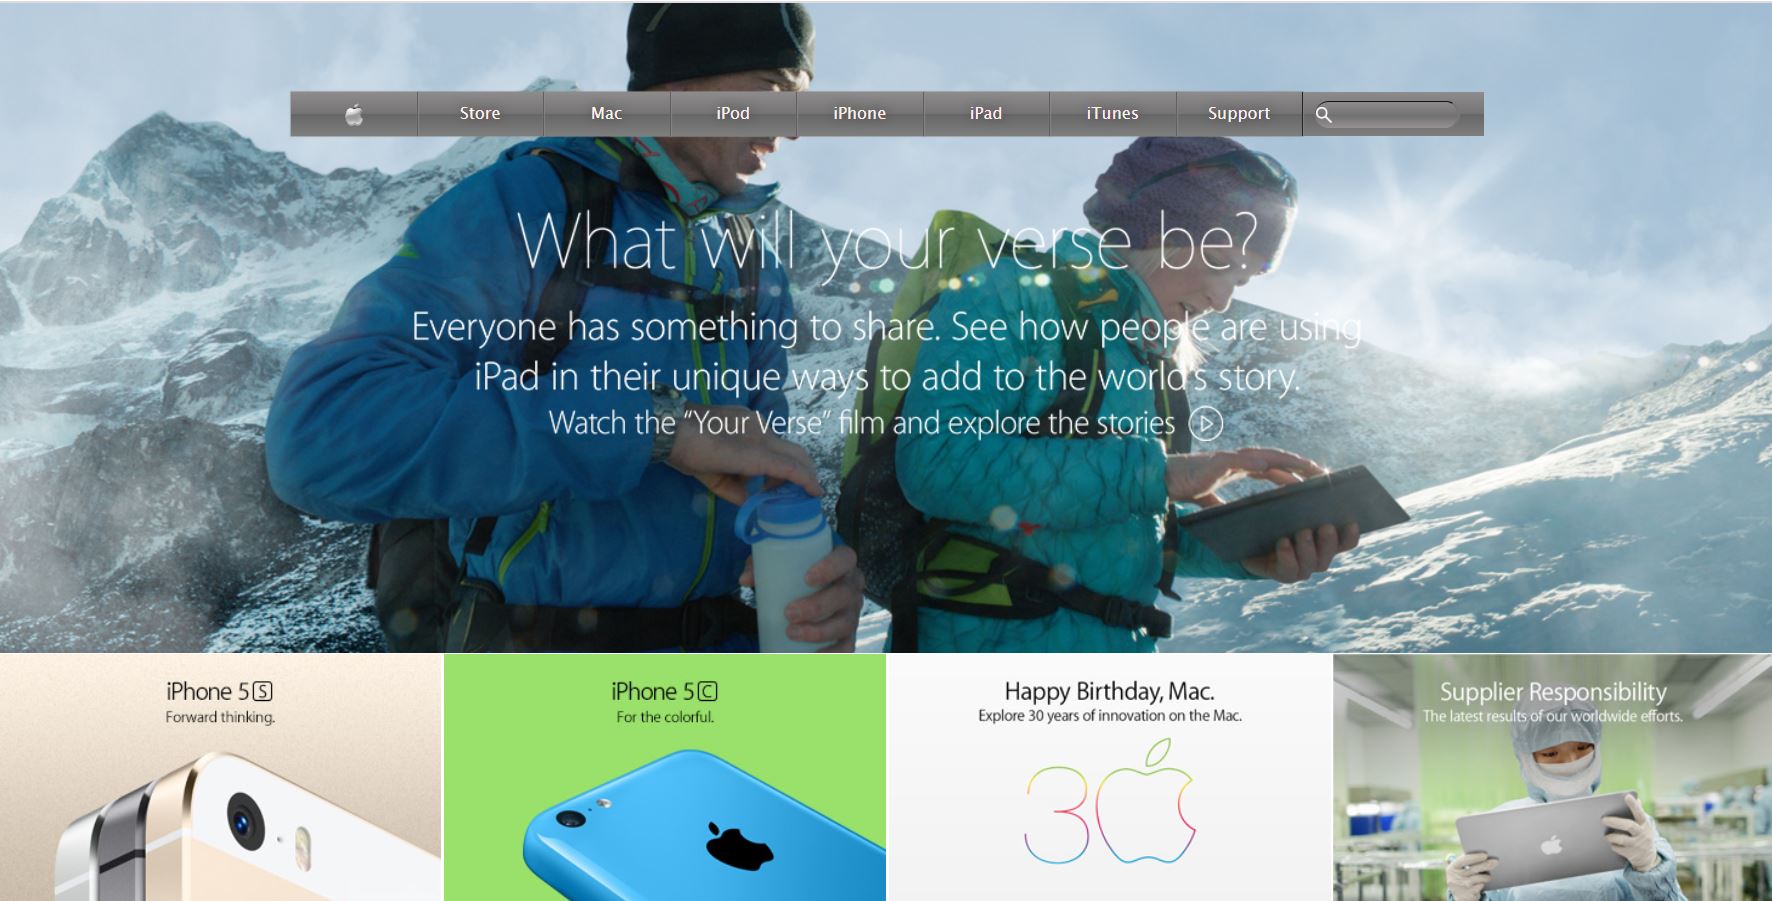 Store Mac iPod iPhone iPad iTunes Support
What will your verse be?
Everyone has something to share. See how people are using
iPad in their unique ways to add to the world's story.
Watch the “Your Verse” film and explore the stories
iPhone 5S
Forward thinking.
iPhone 5C
For the colorful.
Happy Birthday, Mac.
Explore 30 years of innovation on the Mac.
30
Supplier Responsibility
The latest results of our worldwide efforts.